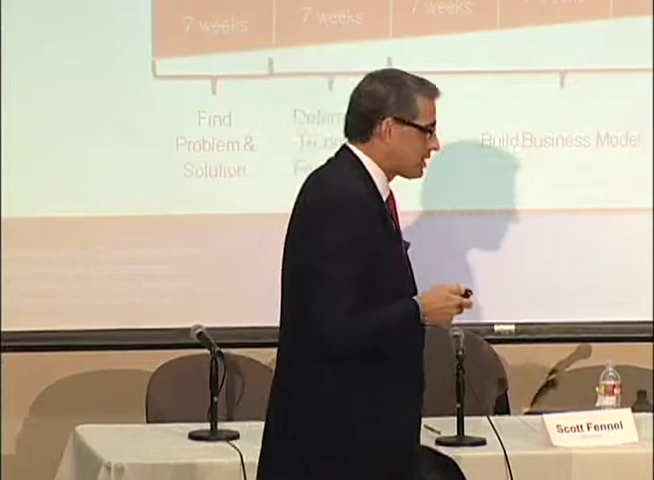 7 weeks
7 weeks
7 weeks
Find
Problem &
Solution
Build Business Model
Scott Fennel